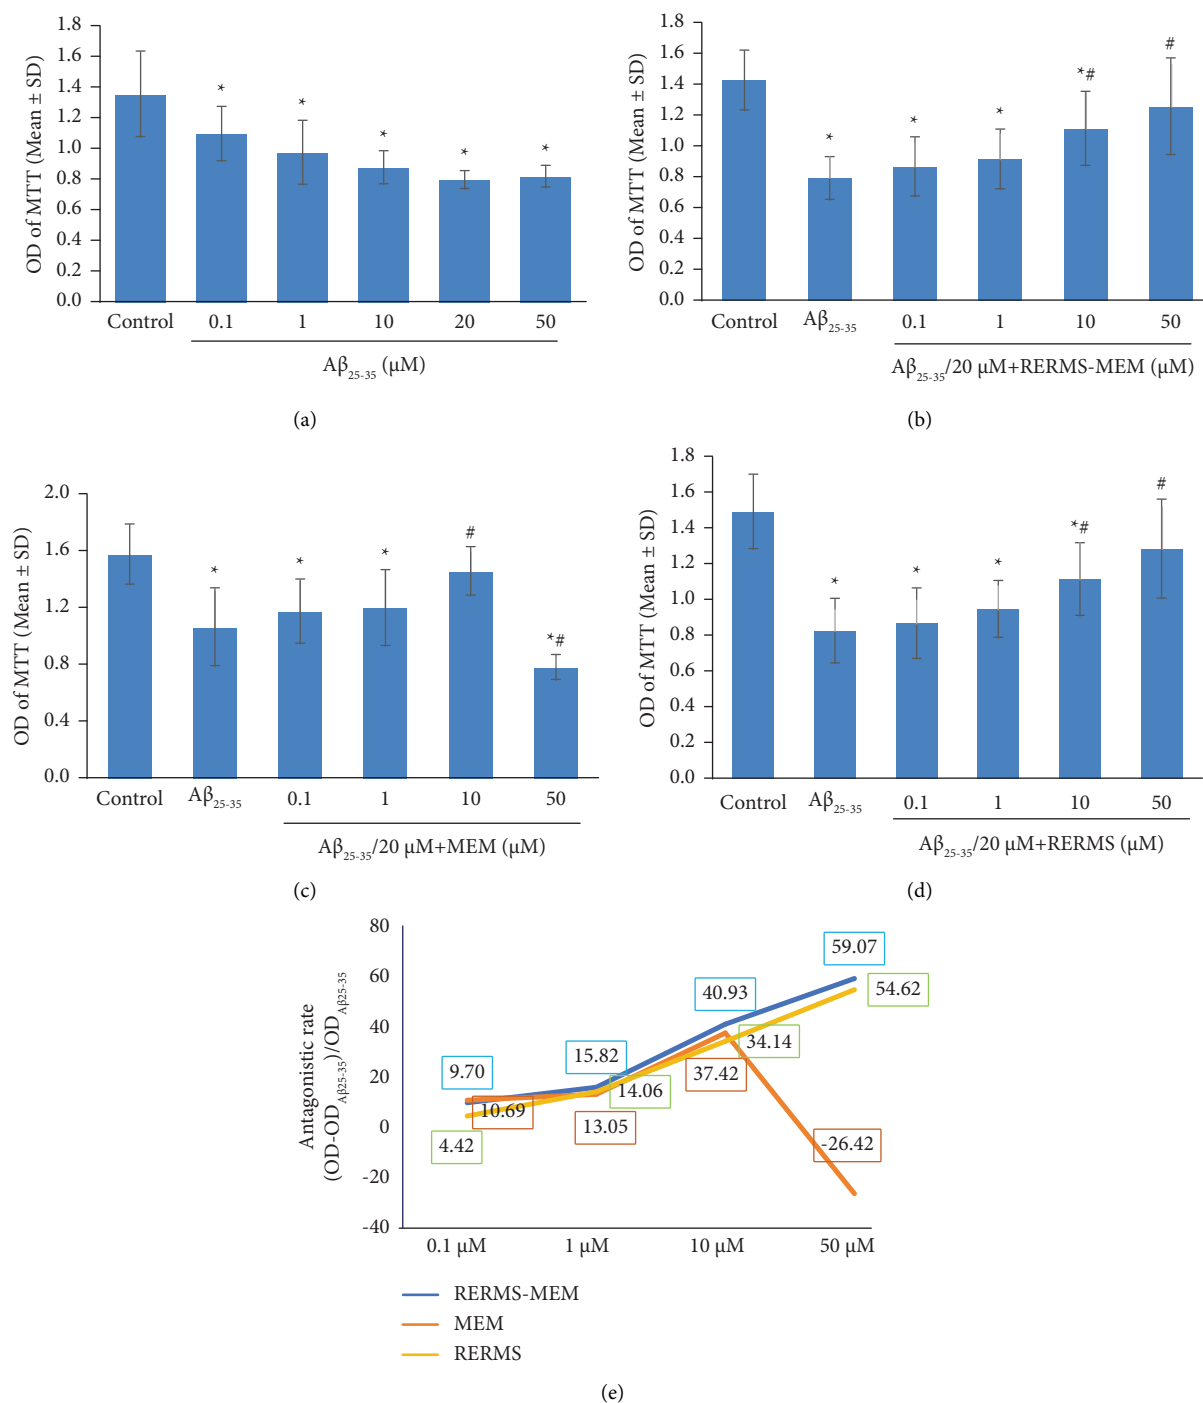 OD of MTT (Mean ± SD)
1.8
1.6
1.4
1.2
1.0
0.8
0.6
0.4
0.2
0.0
* * * * *
Control 0.1 1 10 20 50
Aβ25-35 (μM)
(a)
OD of MTT (Mean ± SD)
1.8
1.6
1.4
1.2
1.0
0.8
0.6
0.4
0.2
0.0
* * * *# #
Control Aβ25-35 0.1 1 10 50
Aβ25-35/20 μM+RERMS-MEM (μM)
(b)
OD of MTT (Mean ± SD)
2.0
1.6
1.2
0.8
0.4
0.0
* * * # *#
Control Aβ25-35 0.1 1 10 50
Aβ25-35/20 μM+MEM (μM)
(c)
OD of MTT (Mean ± SD)
1.8
1.6
1.4
1.2
1.0
0.8
0.6
0.4
0.2
0.0
* * * *# #
Control Aβ25-35 0.1 1 10 50
Aβ25-35/20 μM+RERMS (μM)
(d)
Antagonistic rate
(OD-ODAβ25-35)/ODAβ25-35
80
60
40
20
0
-20
-40
9.70 15.82 40.93 59.07
10.69 13.05 37.42 -26.42
4.42 14.06 34.14 54.62
0.1 μM 1 μM 10 μM 50 μM
RERMS-MEM
MEM
RERMS
(e)